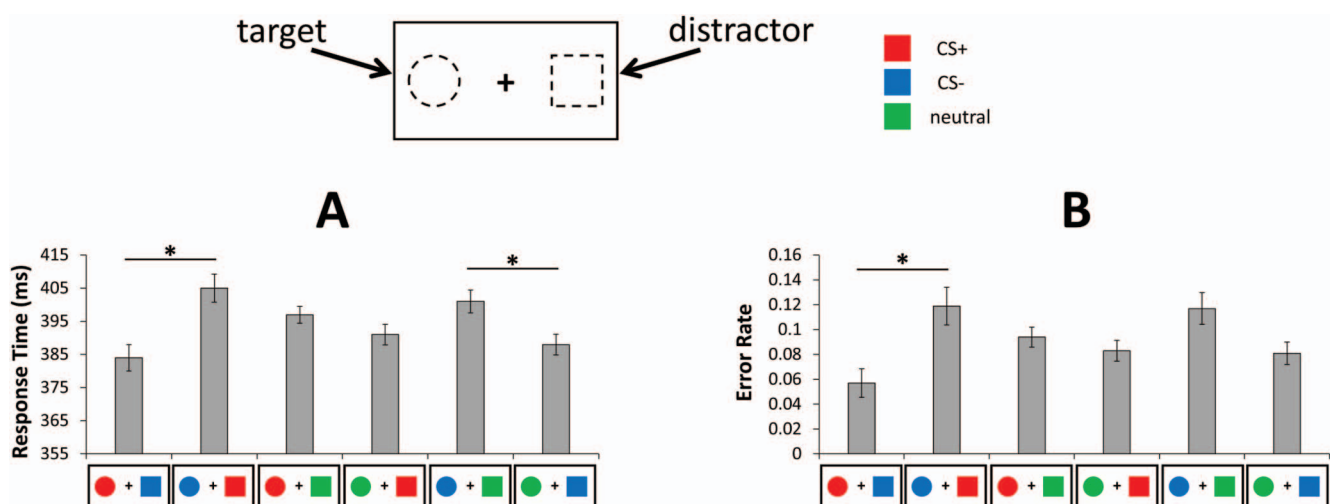 target
distractor
+
CS+
CS-
neutral
A
B
* *
Response Time (ms)
415
405
395
385
375
365
355
+ + + + + +
*
Error Rate
0.16
0.14
0.12
0.1
0.08
0.06
0.04
0.02
0
+ + + + + +